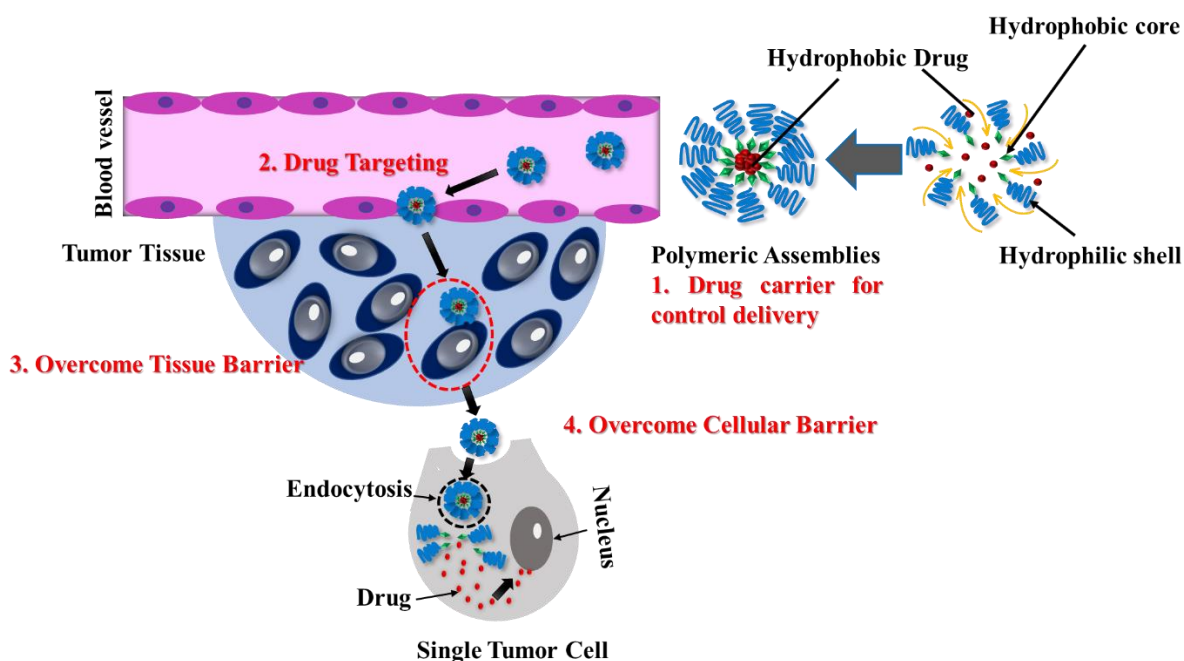 Hydrophobic core
Hydrophobic Drug
Blood vessel
2. Drug Targeting
Tumor Tissue
Polymeric Assemblies
Hydrophilic shell
1. Drug carrier for
control delivery
3. Overcome Tissue Barrier
4. Overcome Cellular Barrier
Endocytosis
Nucleus
Drug
Single Tumor Cell